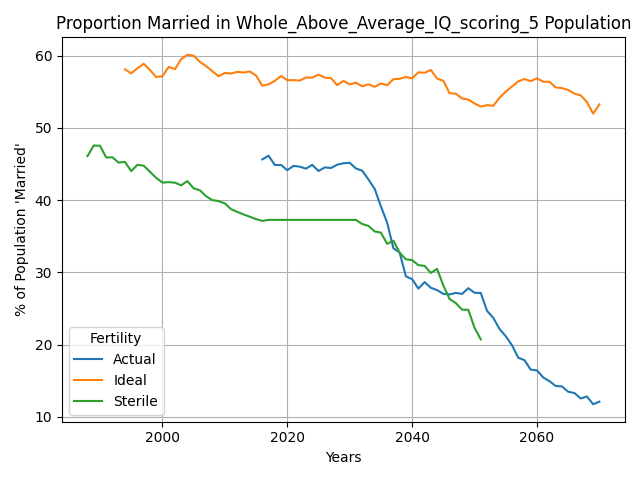 Proportion Married in Whole_Above_Average_IQ_scoring_5 Population
% of Population 'Married'
60
50
40
30
20
10
Fertility
Actual
Ideal
Sterile
2000 2020 2040 2060
Years